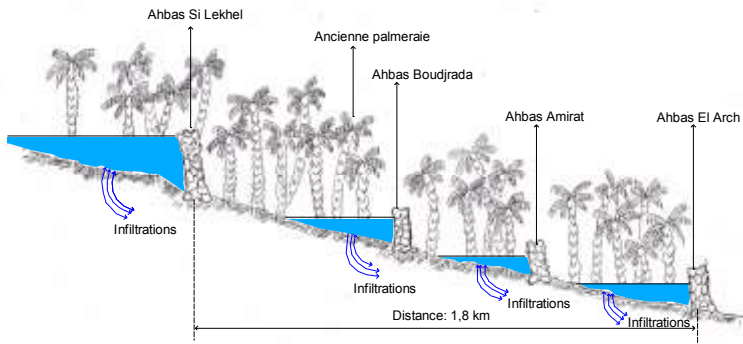 Ahbas Si Lekhel
Ancienne palmeraie
Ahbas Boudjrada
Ahbas Amirat
Ahbas El Arch
Infiltrations
Infiltrations
Infiltrations
Infiltrations
Distance: 1,8 km